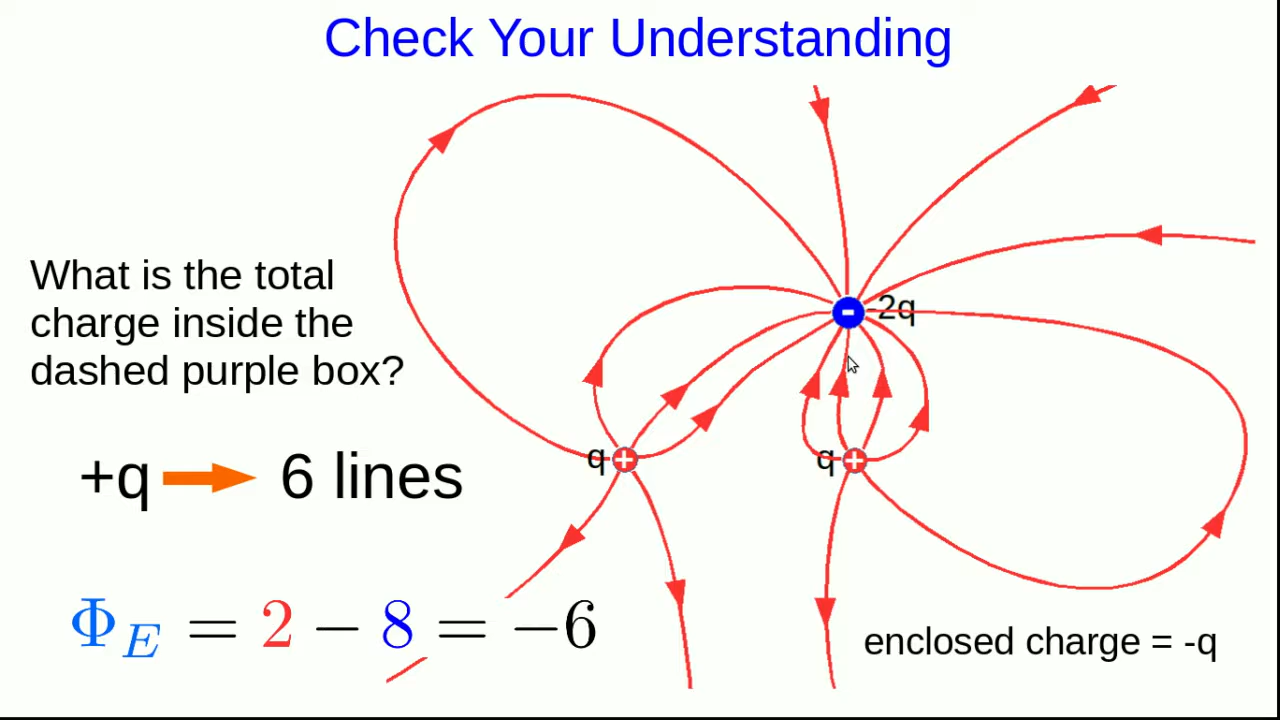 Check Your Understanding
-2q
What is the total
charge inside the
dashed purple box?
q
q
+q 6 lines
Φ_E = 2 − 8 = −6
enclosed charge = -q